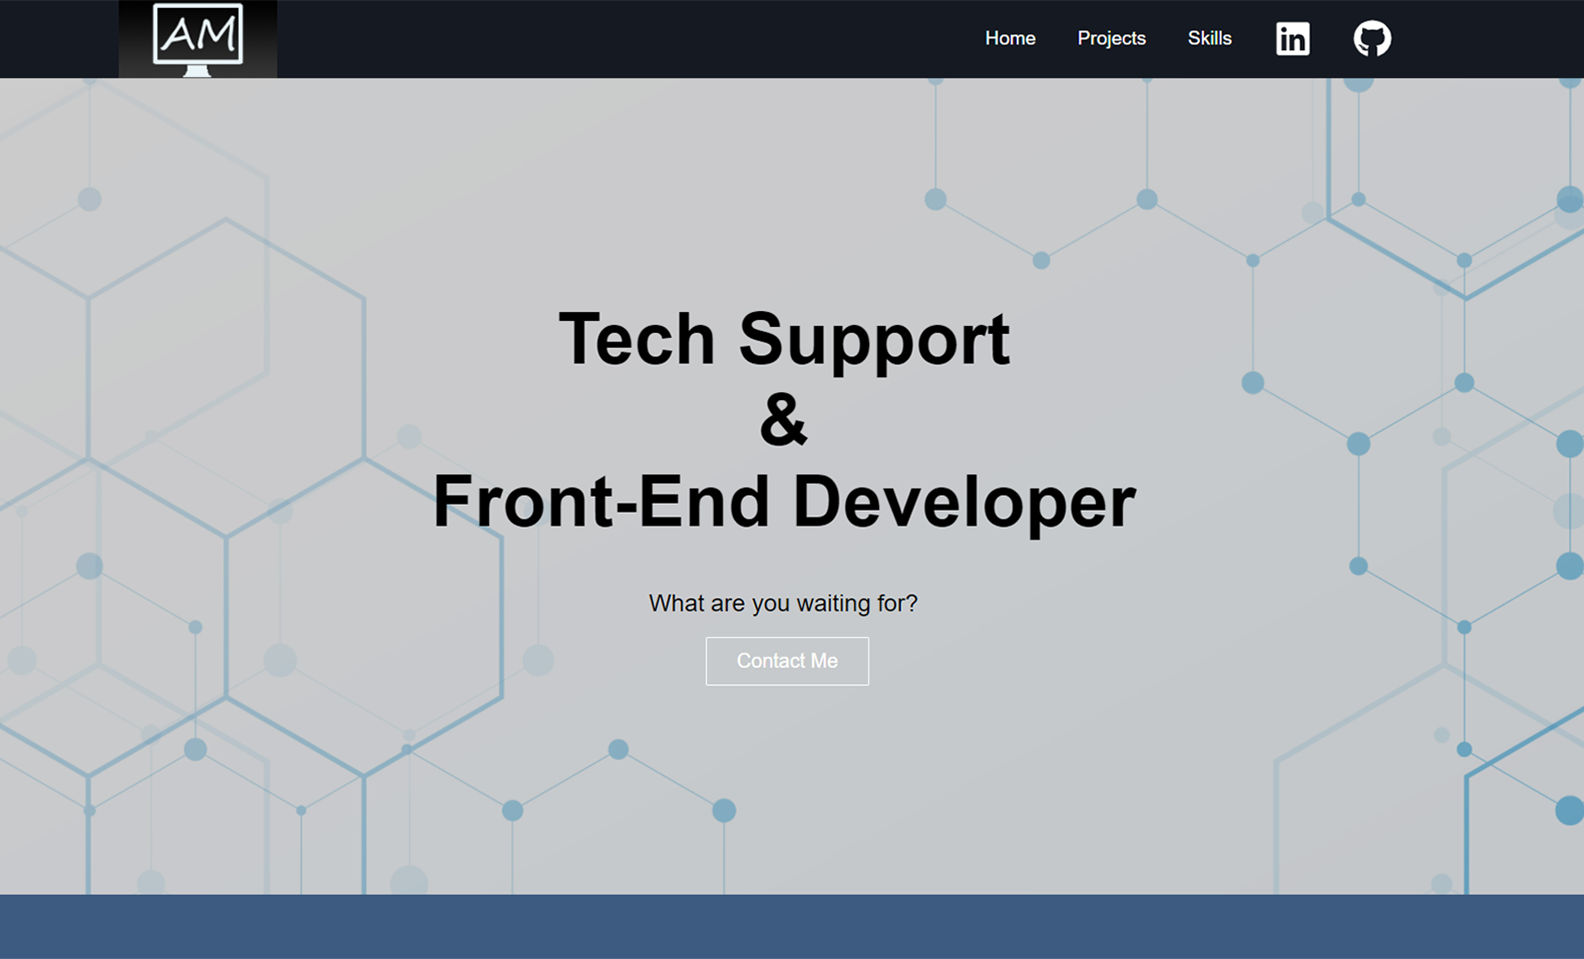 AM
Home
Projects
Skills
in
Tech Support
&
Front-End Developer
What are you waiting for?
Contact Me